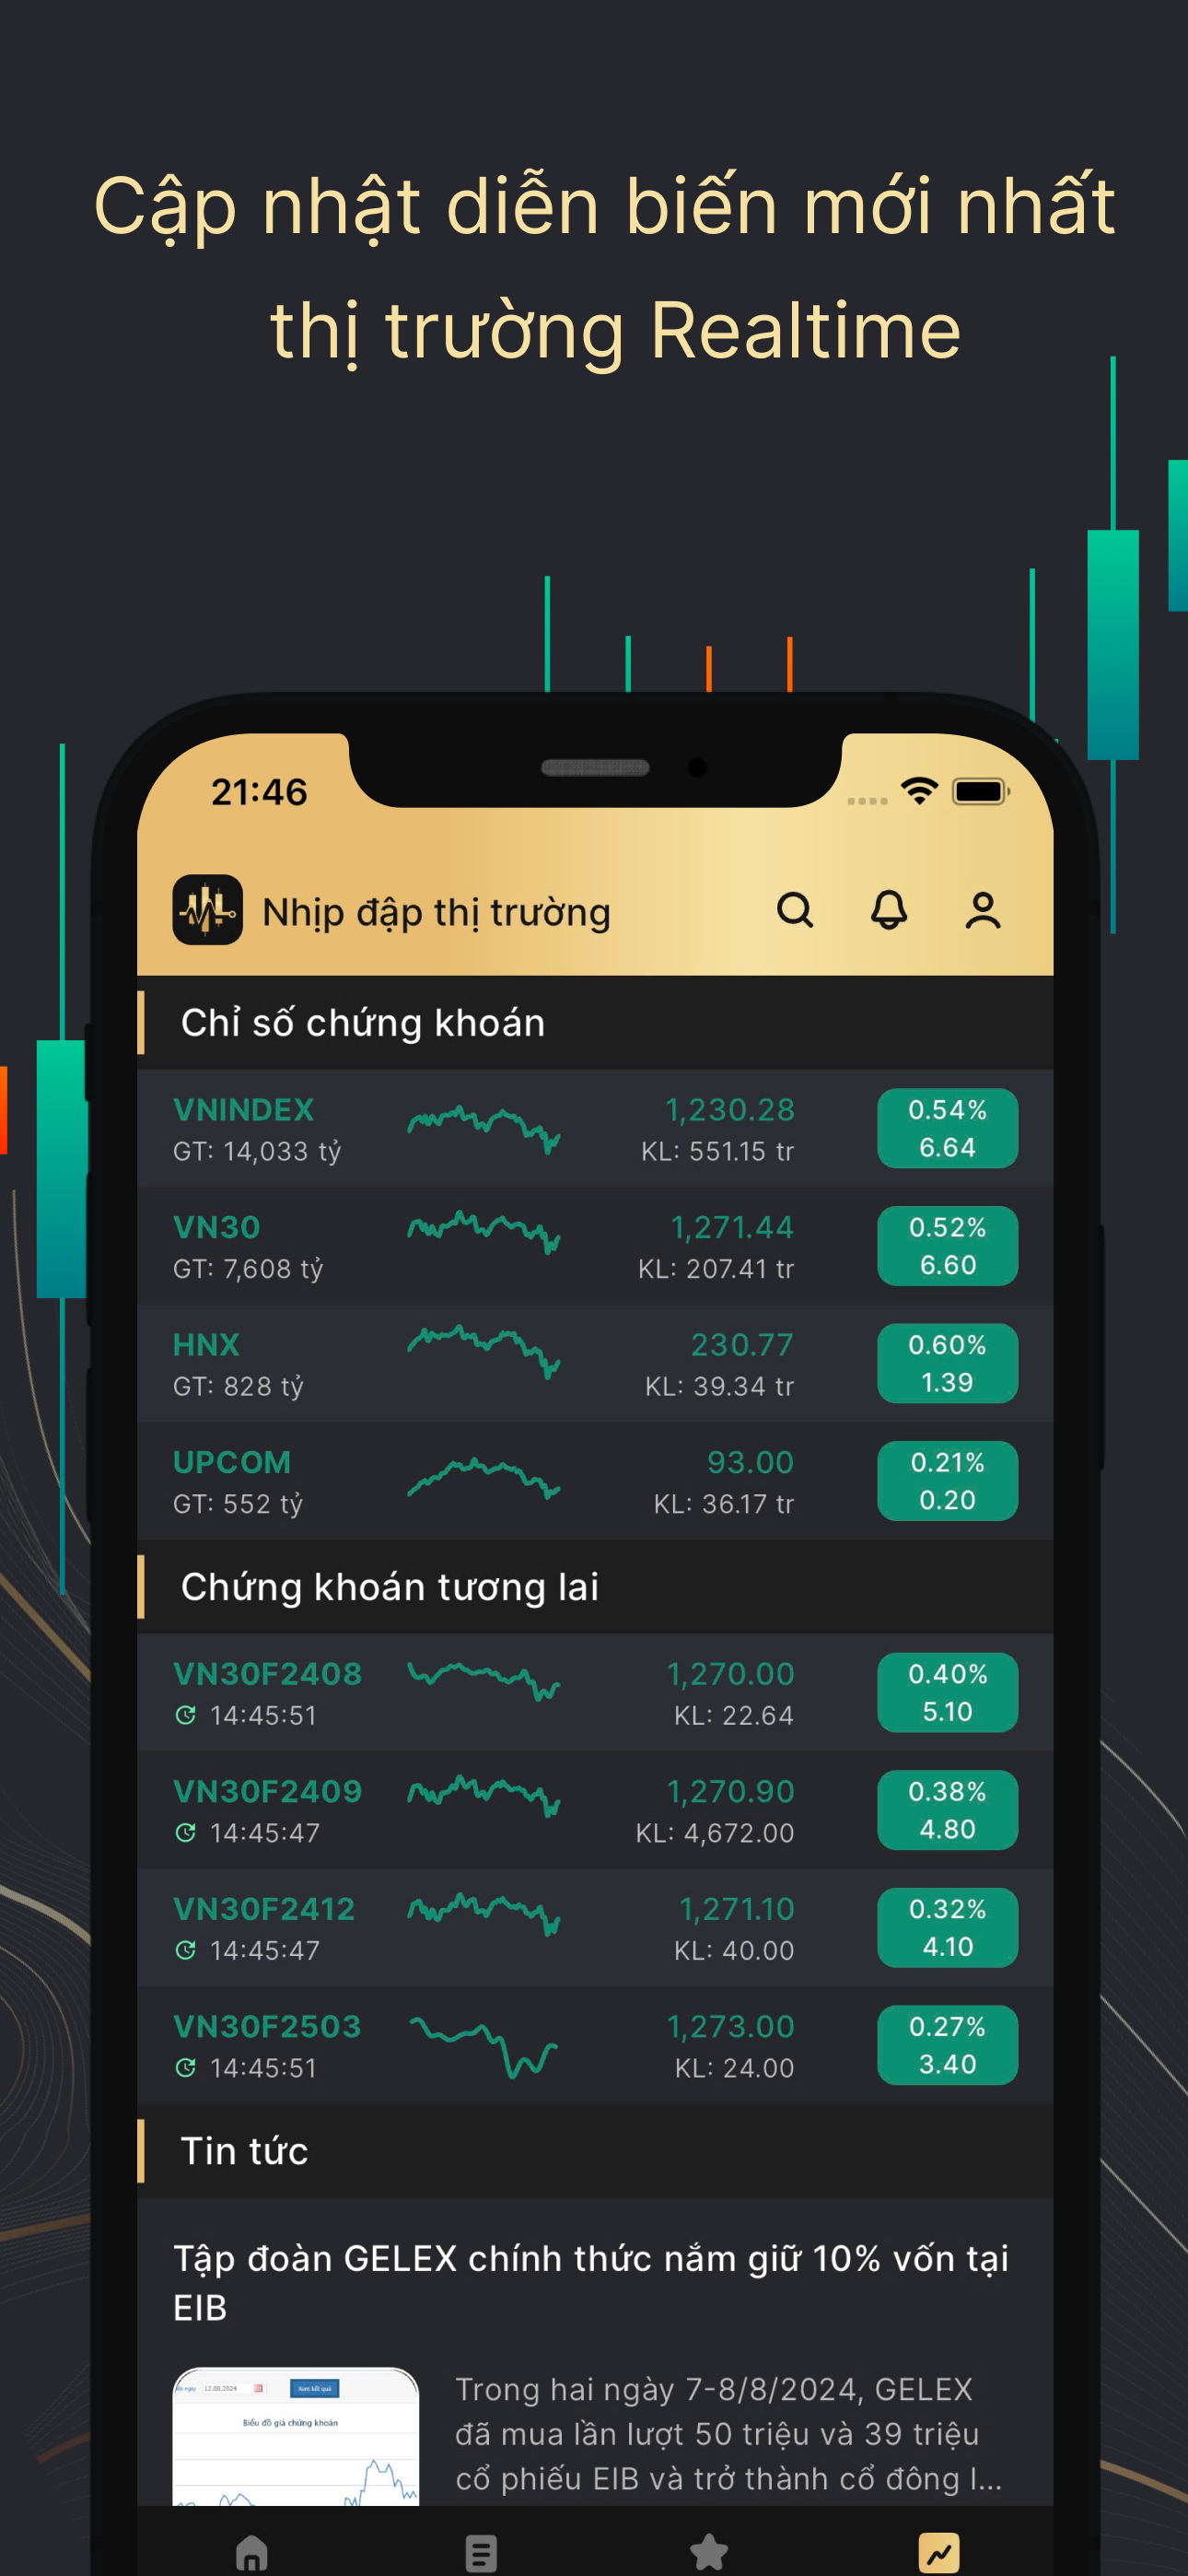 Cập nhật diễn biến mới nhất
thị trường Realtime
21:46
Nhịp đập thị trường
Chỉ số chứng khoán
VNINDEX 1,230.28 0.54%
GT: 14,033 tỷ KL: 551.15 tr 6.64
VN30 1,271.44 0.52%
GT: 7,608 tỷ KL: 207.41 tr 6.60
HNX 230.77 0.60%
GT: 828 tỷ KL: 39.34 tr 1.39
UPCOM 93.00 0.21%
GT: 552 tỷ KL: 36.17 tr 0.20
Chứng khoán tương lai
VN30F2408 1,270.00 0.40%
14:45:51 KL: 22.64 5.10
VN30F2409 1,270.90 0.38%
14:45:47 KL: 4,672.00 4.80
VN30F2412 1,271.10 0.32%
14:45:47 KL: 40.00 4.10
VN30F2503 1,273.00 0.27%
14:45:51 KL: 24.00 3.40
Tin tức
Tập đoàn GELEX chính thức nắm giữ 10% vốn tại
EIB
12.08.2024 Xem kết quả
Biểu đồ giá chứng khoán
Trong hai ngày 7-8/8/2024, GELEX
đã mua lần lượt 50 triệu và 39 triệu
cổ phiếu EIB và trở thành cổ đông l...